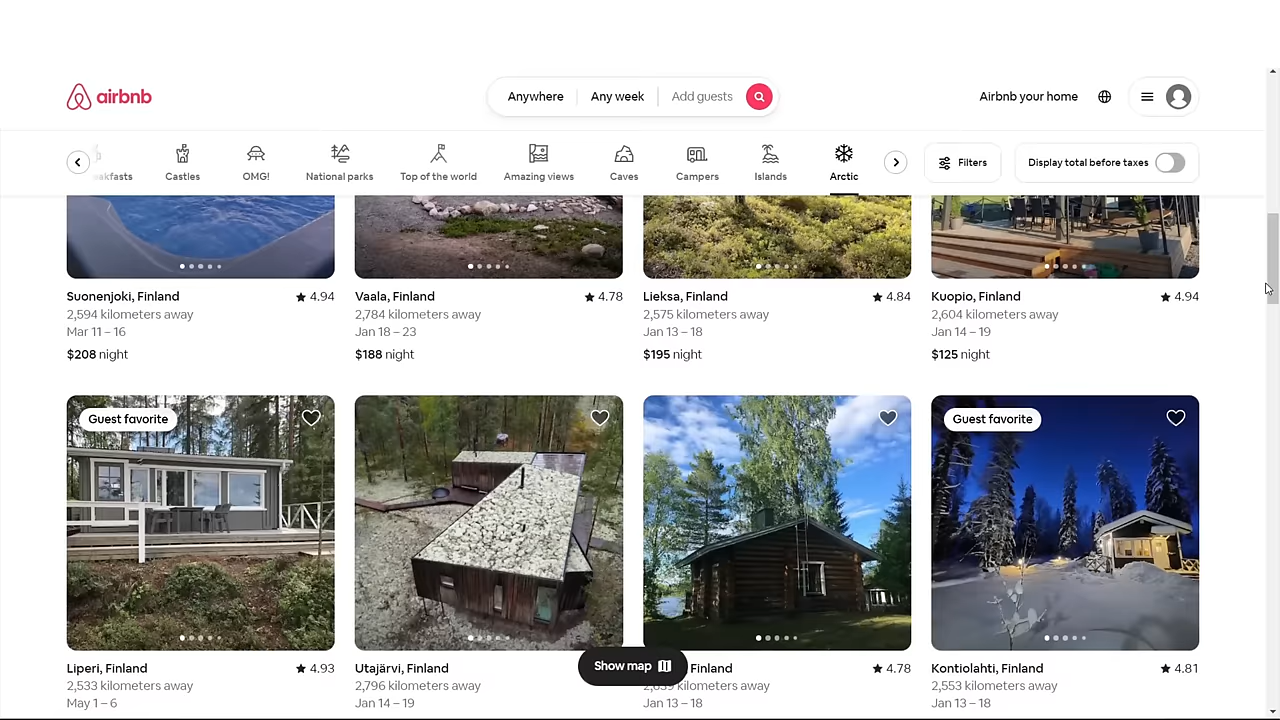 airbnb
Anywhere
Any week
Add guests
Airbnb your home
akfasts
Castles
OMG!
National parks
Top of the world
Amazing views
Caves
Campers
Islands
Arctic
Filters
Display total before taxes
Suonenjoki, Finland
4.94
2,594 kilometers away
Mar 11 – 16
$208 night
Vaala, Finland
4.78
2,784 kilometers away
Jan 18 – 23
$188 night
Lieksa, Finland
4.84
2,575 kilometers away
Jan 13 – 18
$195 night
Kuopio, Finland
4.94
2,604 kilometers away
Jan 14 – 19
$125 night
Guest favorite
Guest favorite
Liperi, Finland
4.93
2,533 kilometers away
May 1 – 6
Utajärvi, Finland
2,796 kilometers away
Jan 14 – 19
Show map
Finland
4.78
kilometers away
Jan 13 – 18
Kontiolahti, Finland
4.81
2,553 kilometers away
Jan 13 – 18